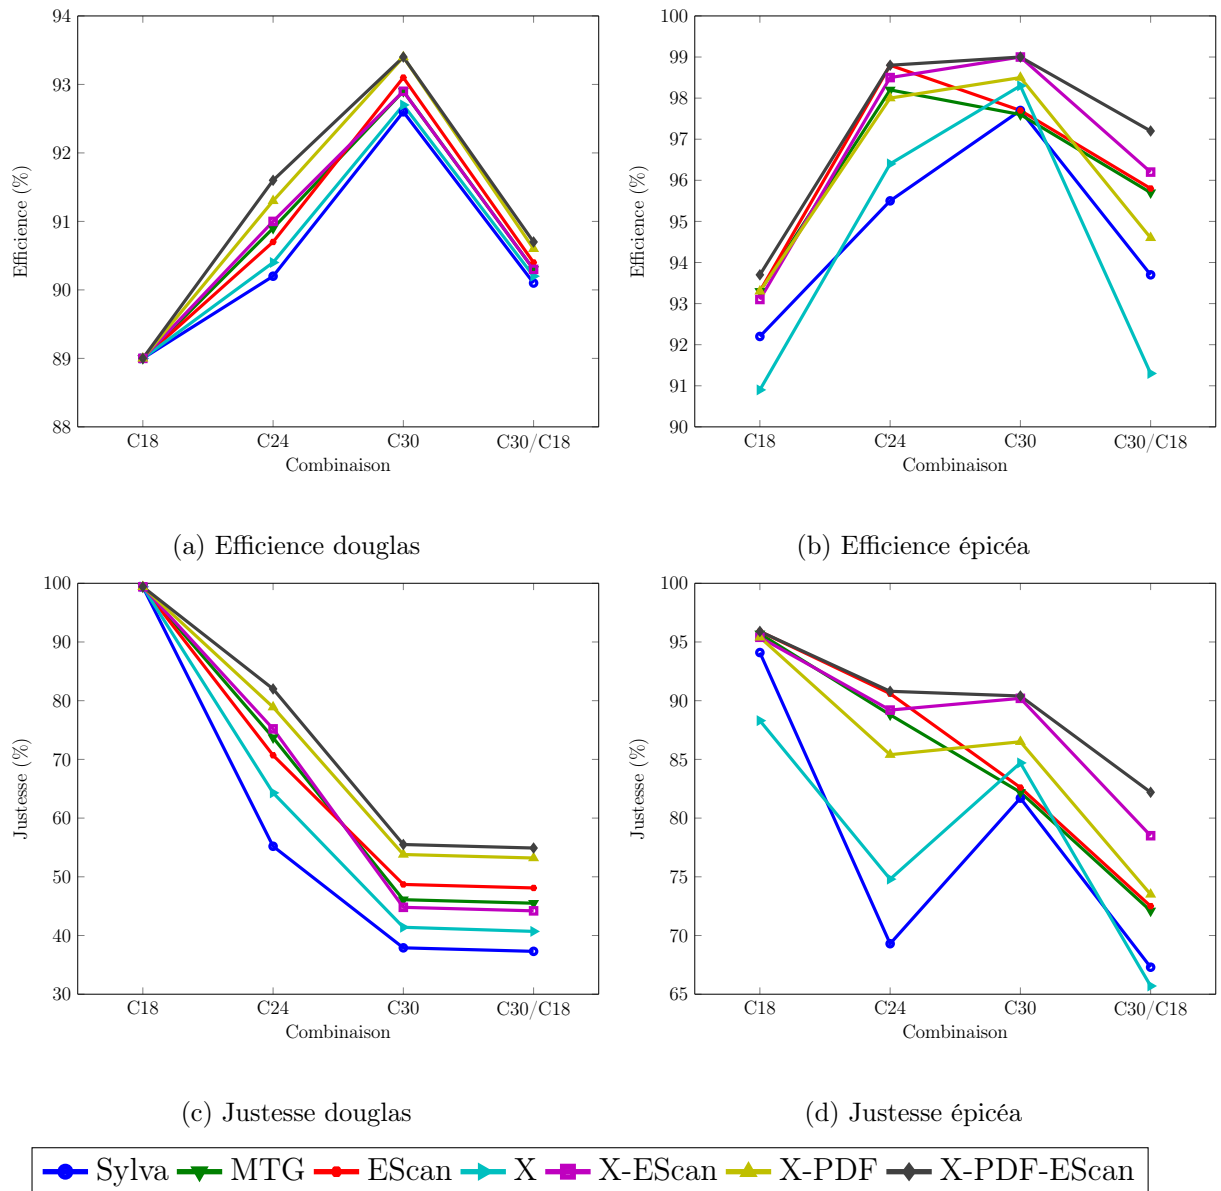 94
93
92
91
90
89
88
Efficience (%)
C18 C24 C30 C30/C18
Combinaison
(a) Efficience douglas
100
99
98
97
96
95
94
93
92
91
90
Efficience (%)
C18 C24 C30 C30/C18
Combinaison
(b) Efficience épicéa
100
90
80
70
60
50
40
30
Justesse (%)
C18 C24 C30 C30/C18
Combinaison
(c) Justesse douglas
100
95
90
85
80
75
70
65
Justesse (%)
C18 C24 C30 C30/C18
Combinaison
(d) Justesse épicéa
Sylva MTG EScan X X-EScan X-PDF X-PDF-EScan